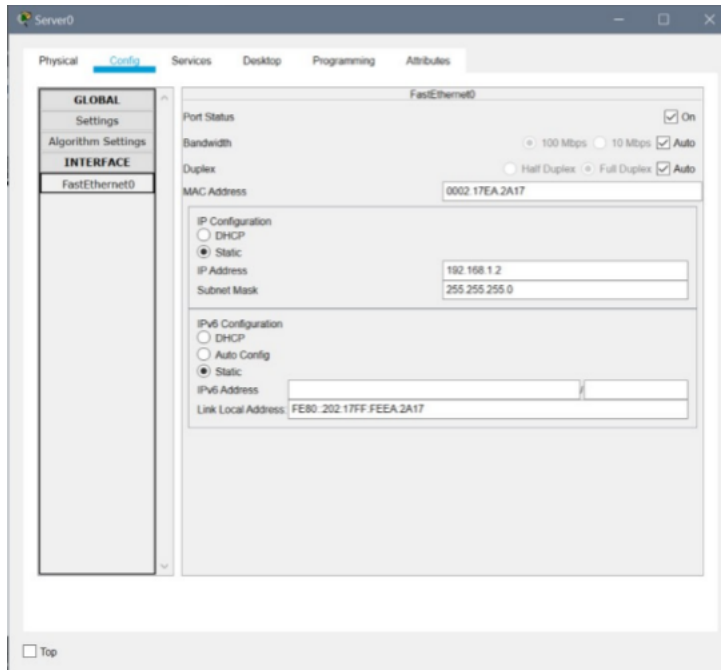 Server0
Physical Config Services Desktop Programming Attributes
GLOBAL
Settings
Algorithm Settings
INTERFACE
FastEthernet0
FastEthernet0
Port Status On
Bandwidth 100 Mbps 10 Mbps Auto
Duplex Half Duplex Full Duplex Auto
MAC Address 0002.17EA.2A17
IP Configuration
DHCP
Static
IP Address 192.168.1.2
Subnet Mask 255.255.255.0
IPv6 Configuration
DHCP
Auto Config
Static
IPv6 Address /
Link Local Address: FE80::202:17FF:FEEA:2A17
Top